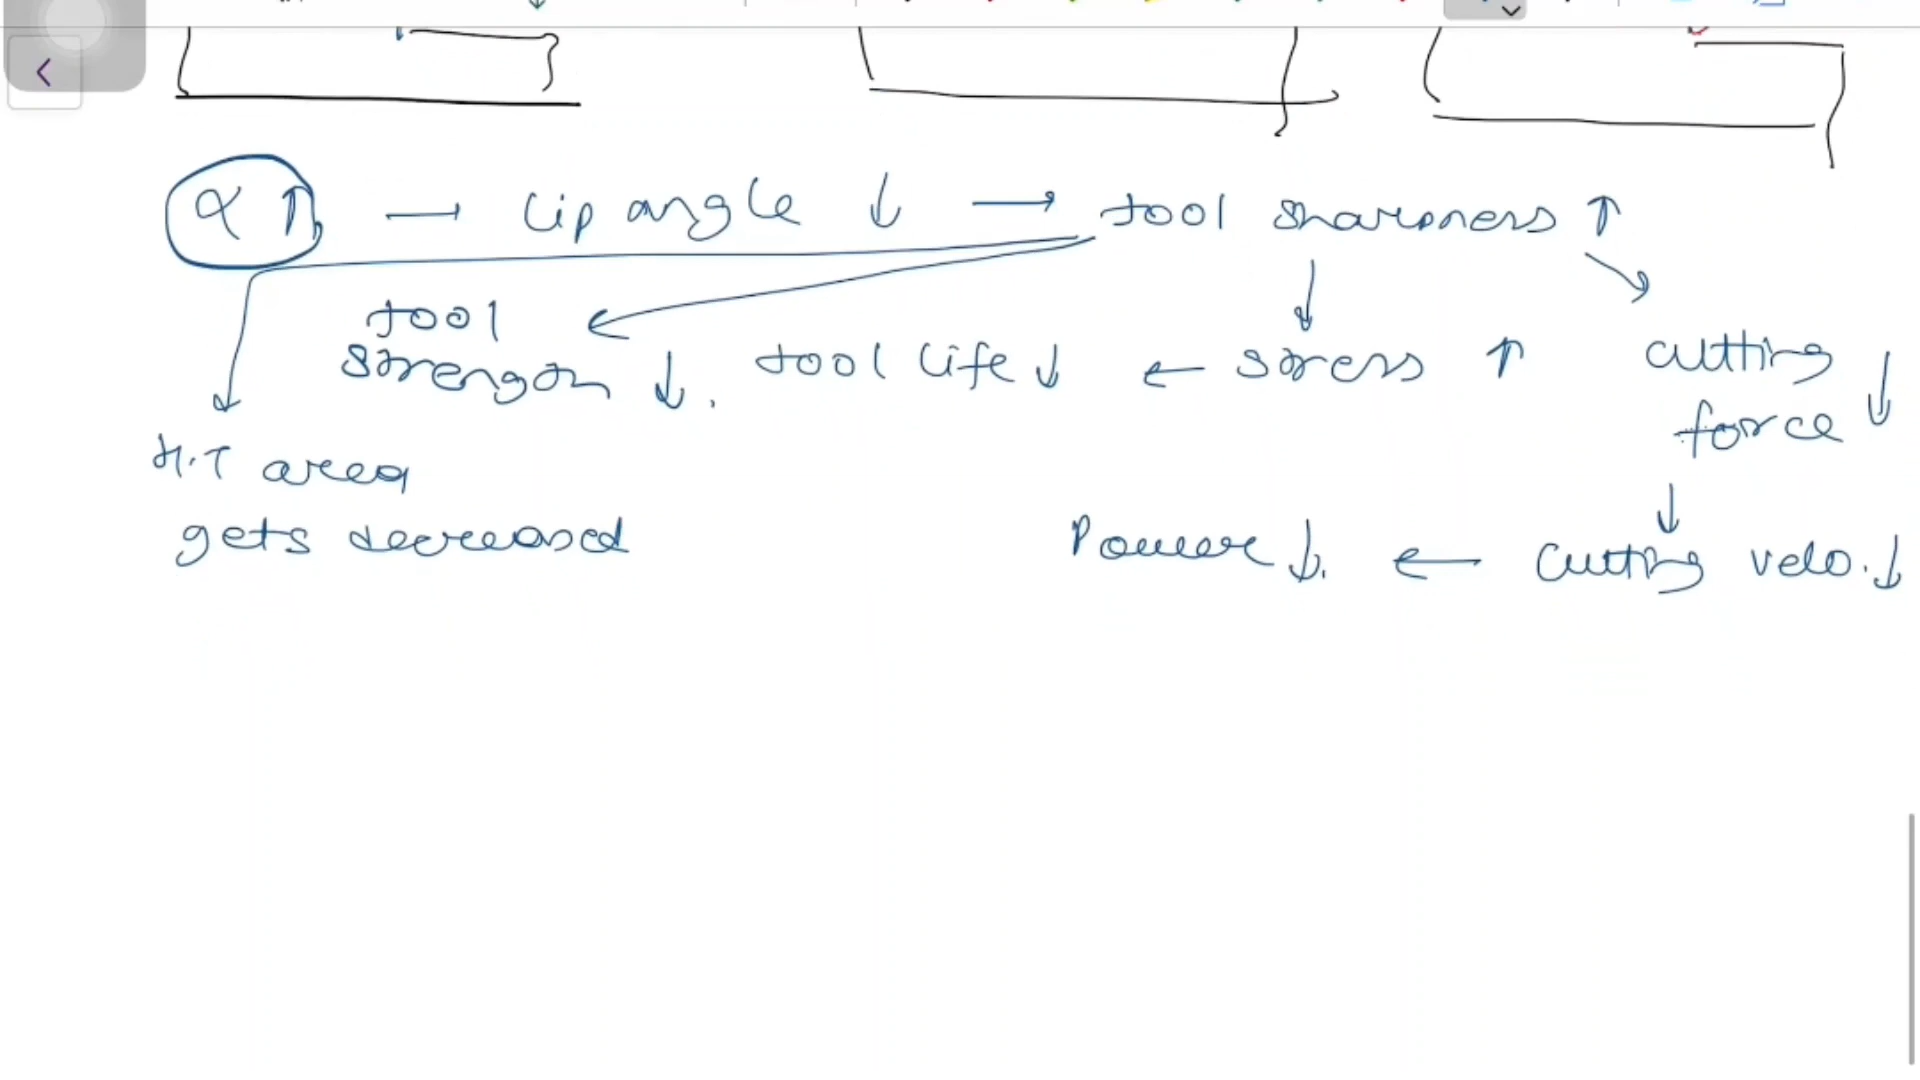 α ↑ → Lip angle ↓ → tool sharpness ↑
tool
strength ↓. tool life ↓ ← stress ↑ cutting
force ↓
H.T area
gets decreased Power ↓. ← Cutting velo. ↓